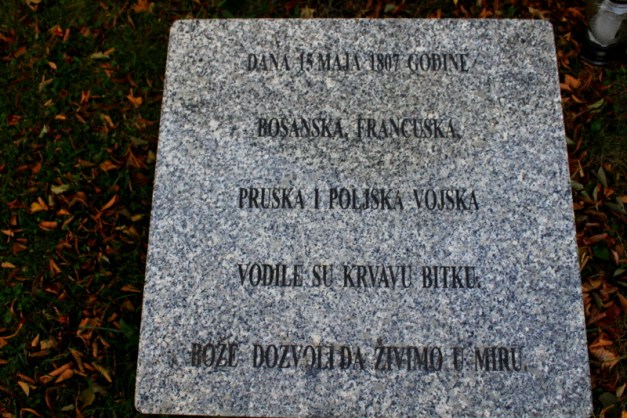 DANA 15 MAJA 1807 GODINE
BOSANSKA, FRANCUSKA,
PRUSKA I POLJSKA VOJSKA
VODILE SU KRVAVU BITKU.
BOŽE DOZVOLI DA ŽIVIMO U MIRU.